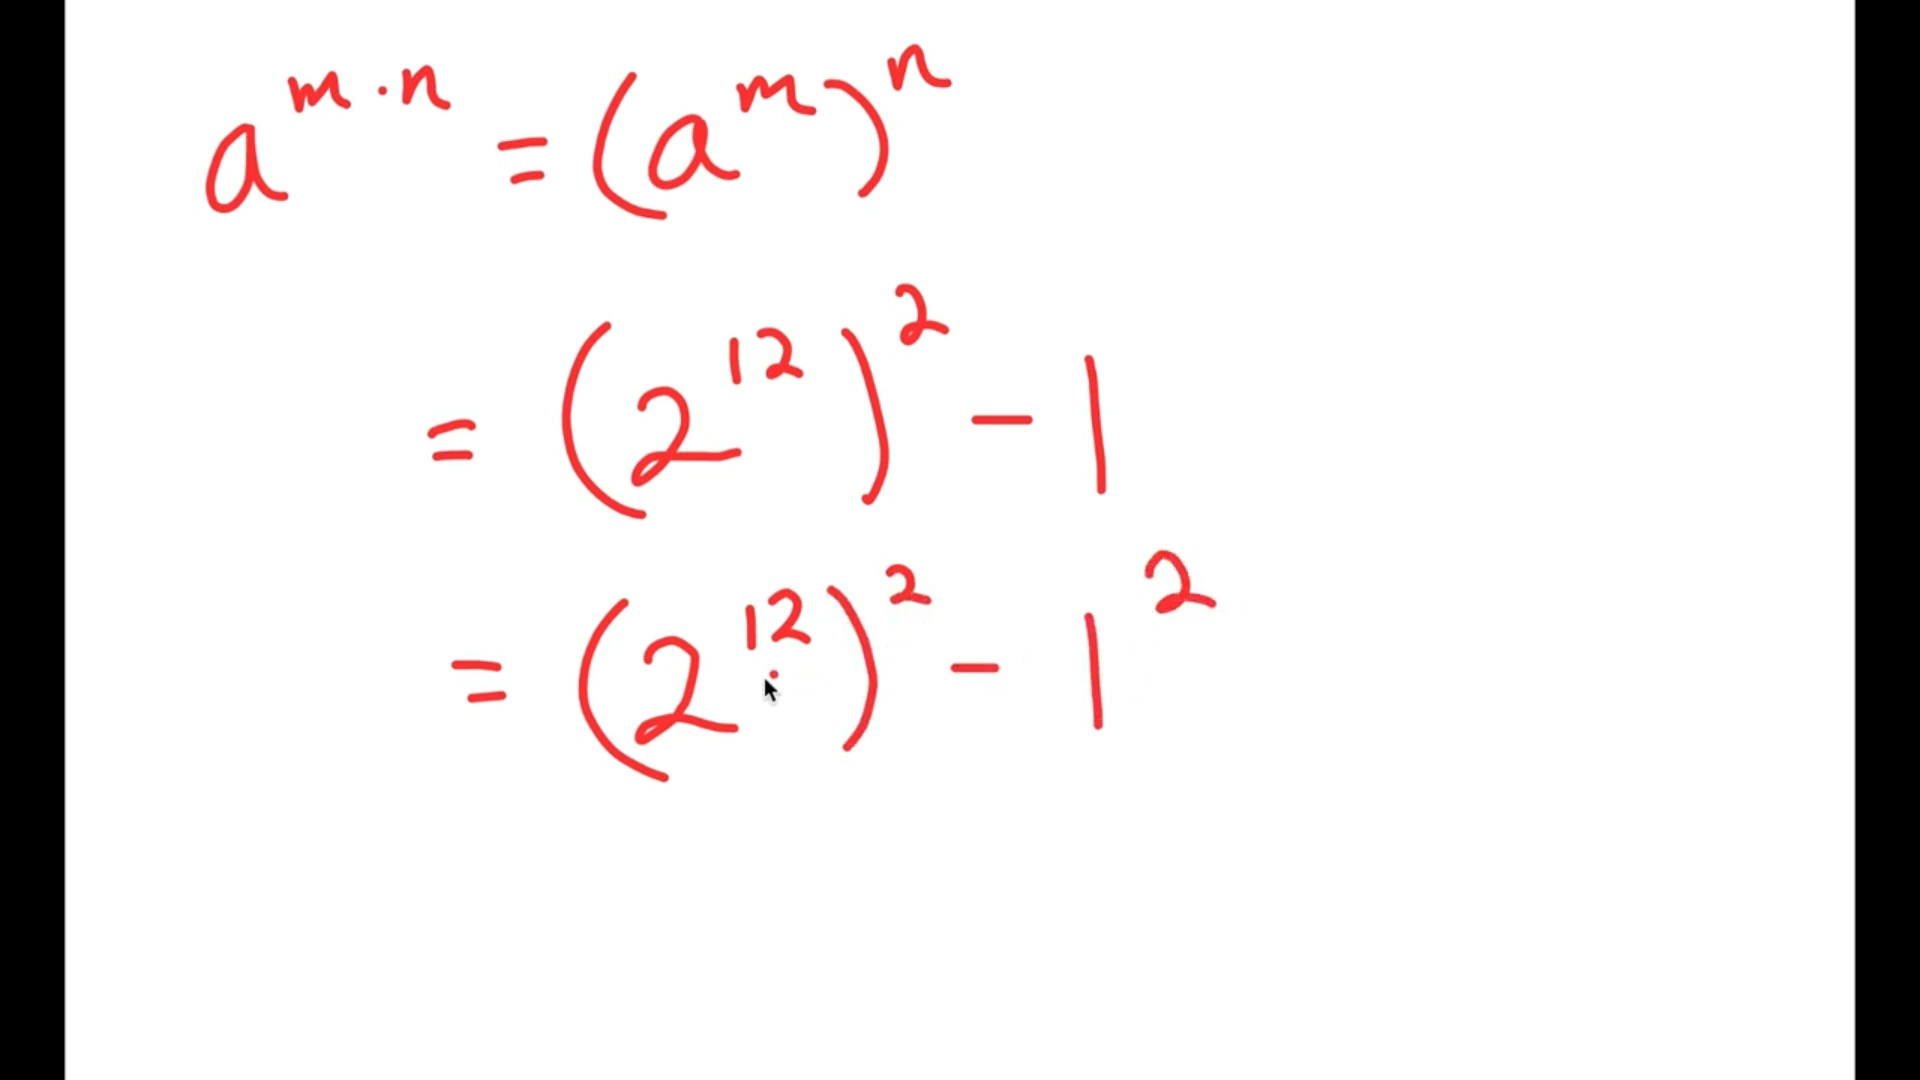 a^{m·n} = (a^m)^n
= (2^{12})^2 - 1
= (2^{12})^2 - 1^2